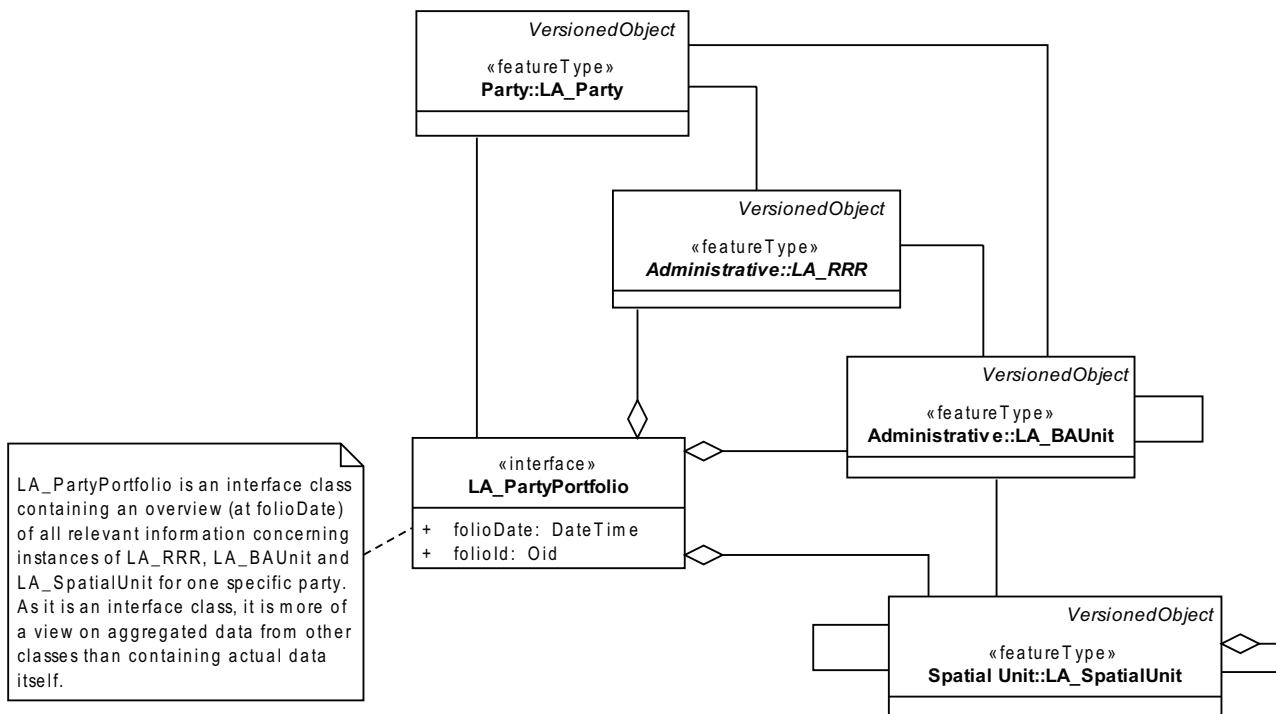 VersionedObject
«featureType»
Party::LA_Party
VersionedObject
«featureType»
Administrative::LA_RRR
VersionedObject
«featureType»
Administrative::LA_BAUnit
«interface»
LA_PartyPortfolio
+ folioDate: DateTime
+ folioId: Oid
LA_PartyPortfolio is an interface class
containing an overview (at folioDate)
of all relevant information concerning
instances of LA_RRR, LA_BAUnit and
LA_SpatialUnit for one specific party.
As it is an interface class, it is more of
a view on aggregated data from other
classes than containing actual data
itself.
VersionedObject
«featureType»
Spatial Unit::LA_SpatialUnit